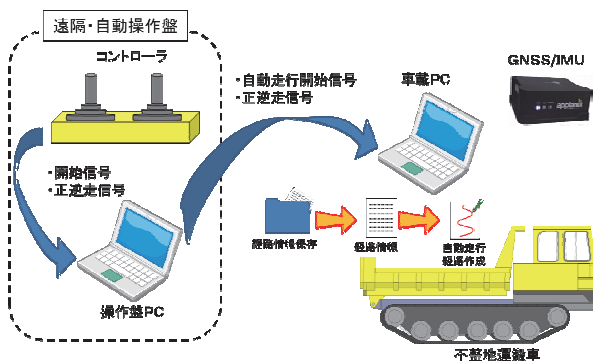 遠隔・自動操作盤
コントローラ
・開始信号
・正逆走信号
操作盤PC
・自動走行開始信号
・正逆走信号
車載PC
GNSS/IMU
applanix
経路情報保存
経路情報
自動走行
経路作成
不整地運搬車